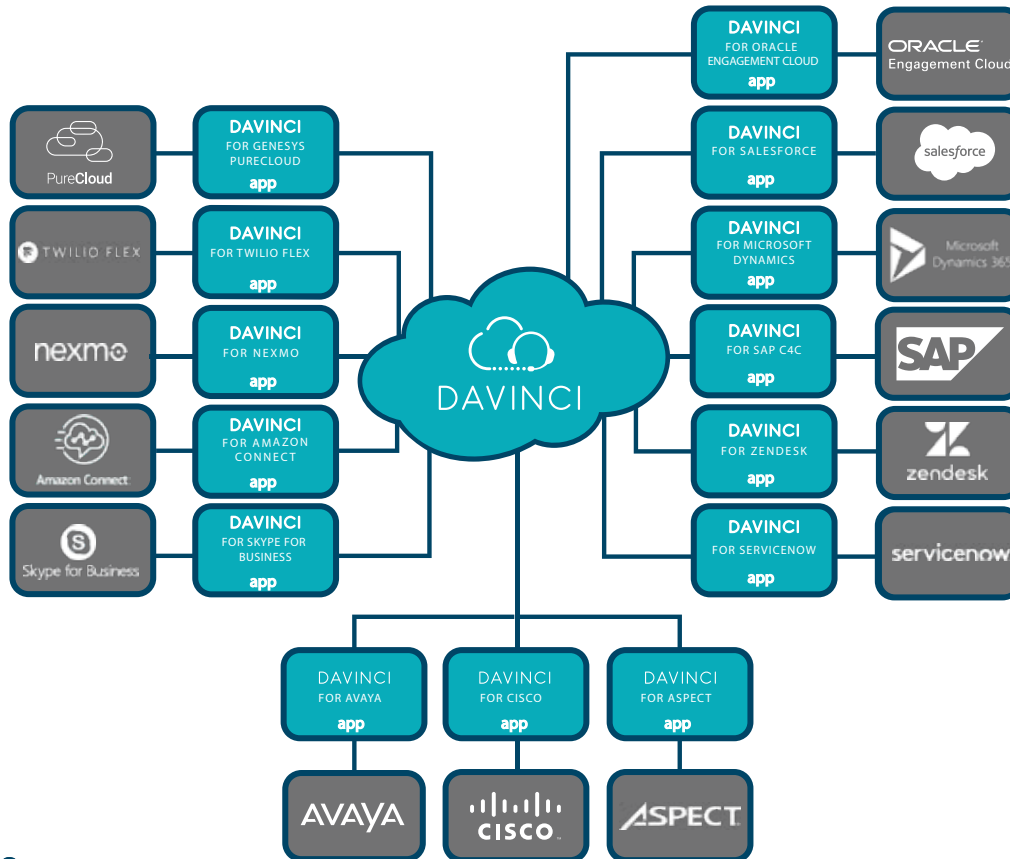 DAVINCI
FOR ORACLE
ENGAGEMENT CLOUD
app
ORACLE
Engagement Cloud
PureCloud
DAVINCI
FOR GENESYS
PURECLOUD
app
DAVINCI
FOR SALESFORCE
app
salesforce
TWILIO FLEX
DAVINCI
FOR TWILIO FLEX
app
DAVINCI
FOR MICROSOFT
DYNAMICS
app
Microsoft
Dynamics 365
nexmo
DAVINCI
FOR NEXMO
app
DAVINCI
DAVINCI
FOR SAP C4C
app
SAP
Amazon Connect
DAVINCI
FOR AMAZON
CONNECT
app
DAVINCI
FOR ZENDESK
app
zendesk
S
Skype for Business
DAVINCI
FOR SKYPE FOR
BUSINESS
app
DAVINCI
FOR SERVICENOW
app
servicenow
DAVINCI
FOR AVAYA
app
DAVINCI
FOR CISCO
app
DAVINCI
FOR ASPECT
app
AVAYA
CISCO
ASPECT